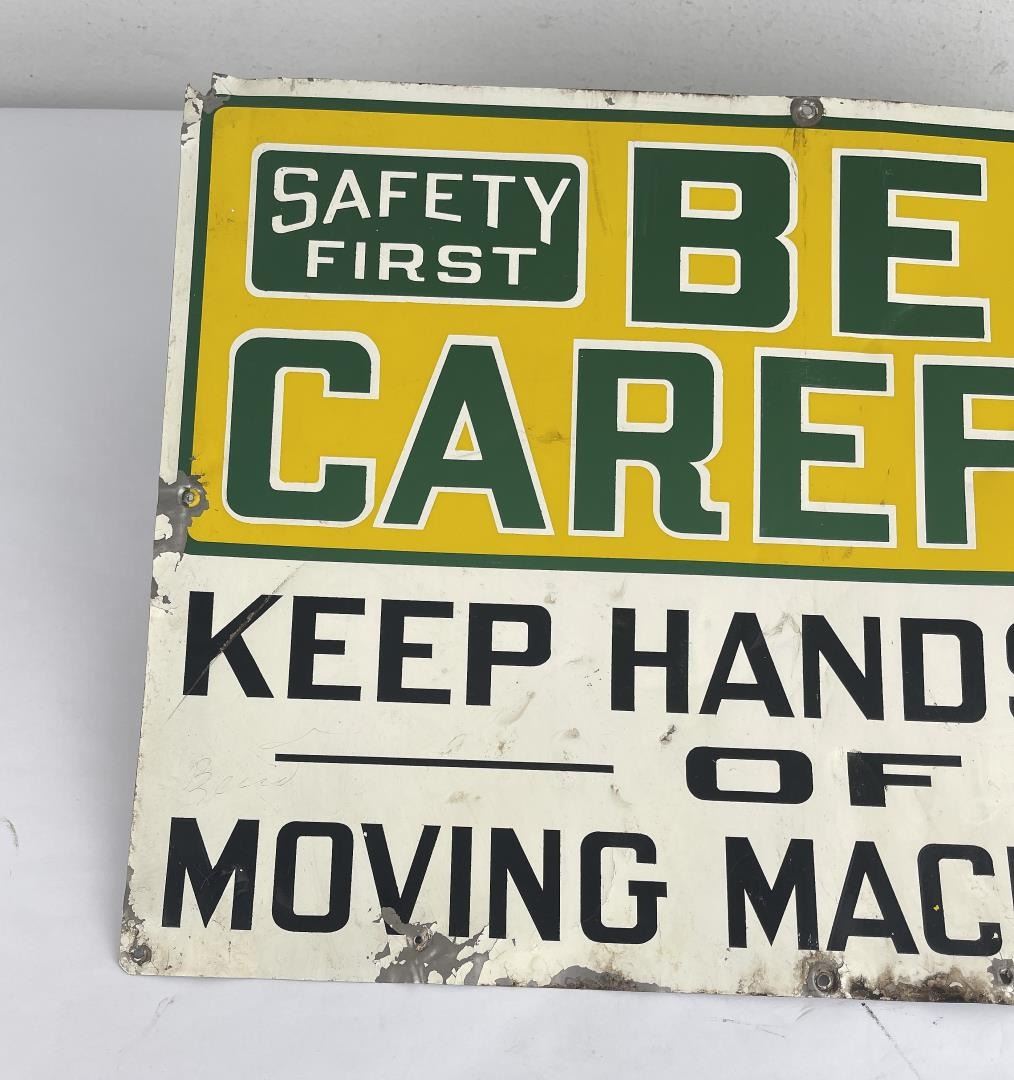 SAFETY
FIRST
BE
CAREF
KEEP HANDS
OF
MOVING MAC